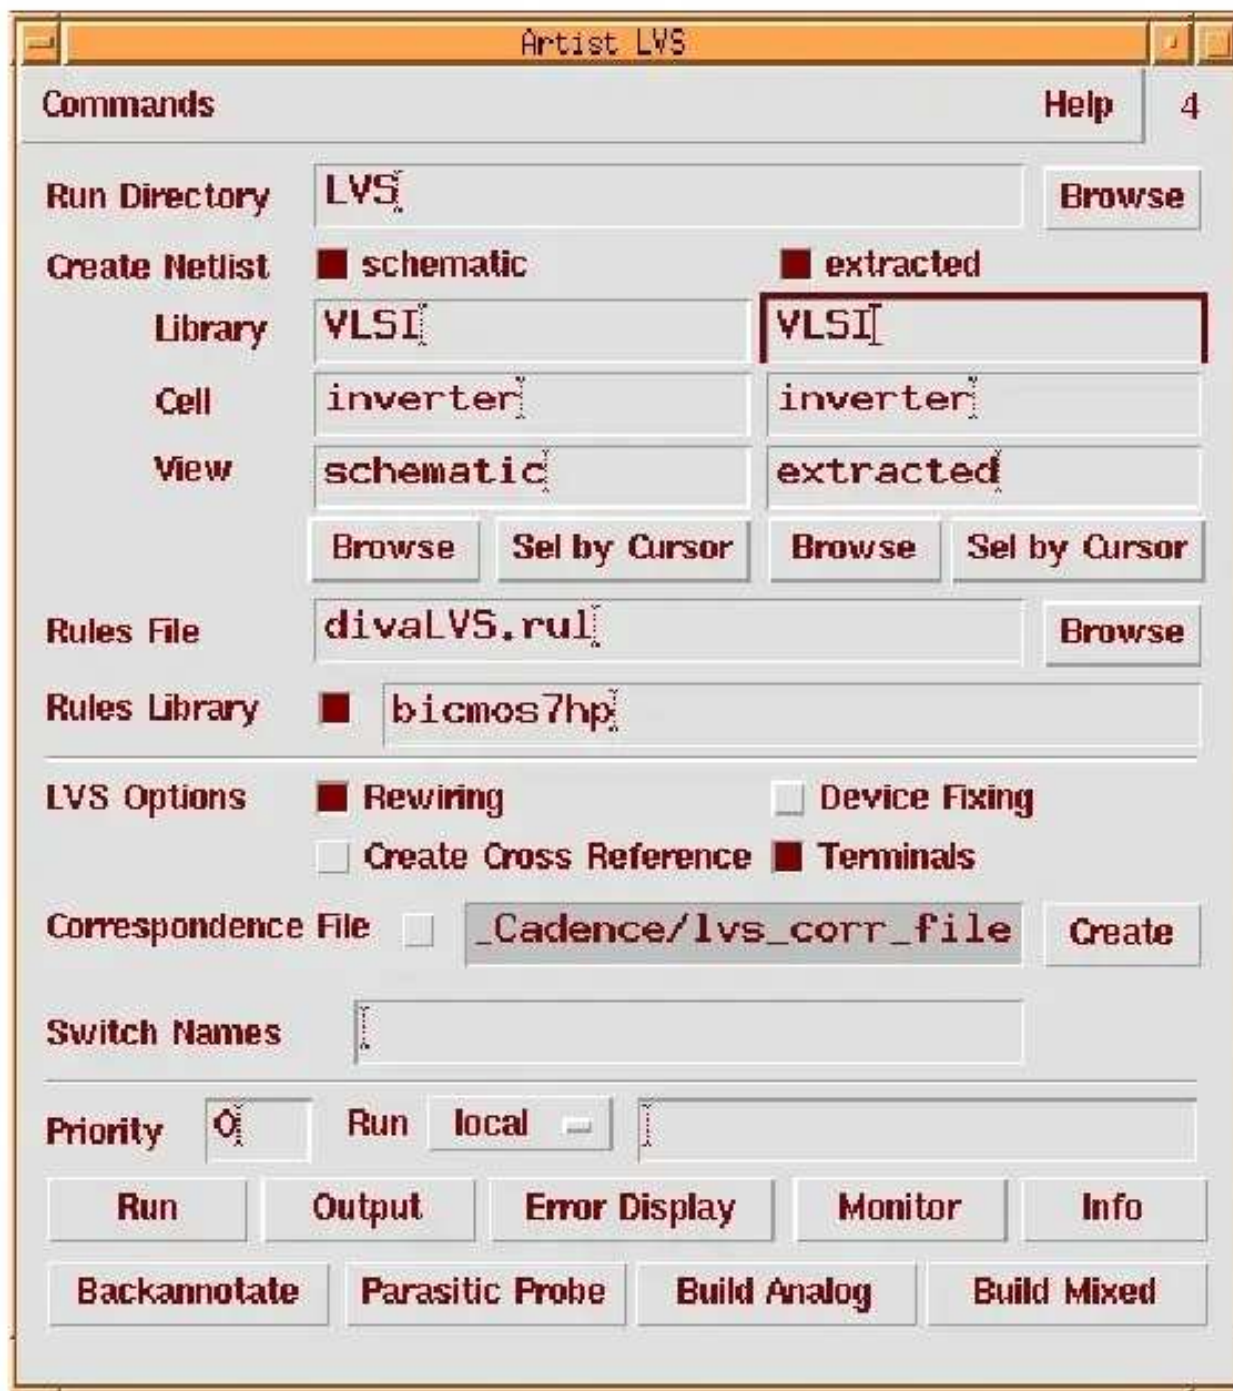 Artist LVS
Commands Help 4
Run Directory LVS Browse
Create Netlist schematic extracted
Library VLSI VLSI
Cell inverter inverter
View schematic extracted
Browse Sel by Cursor Browse Sel by Cursor
Rules File divaLVS.rul Browse
Rules Library bicmos7hp
LVS Options Rewiring Device Fixing
Create Cross Reference Terminals
Correspondence File _Cadence/lvs_corr_file Create
Switch Names
Priority 0 Run local
Run Output Error Display Monitor Info
Backannotate Parasitic Probe Build Analog Build Mixed